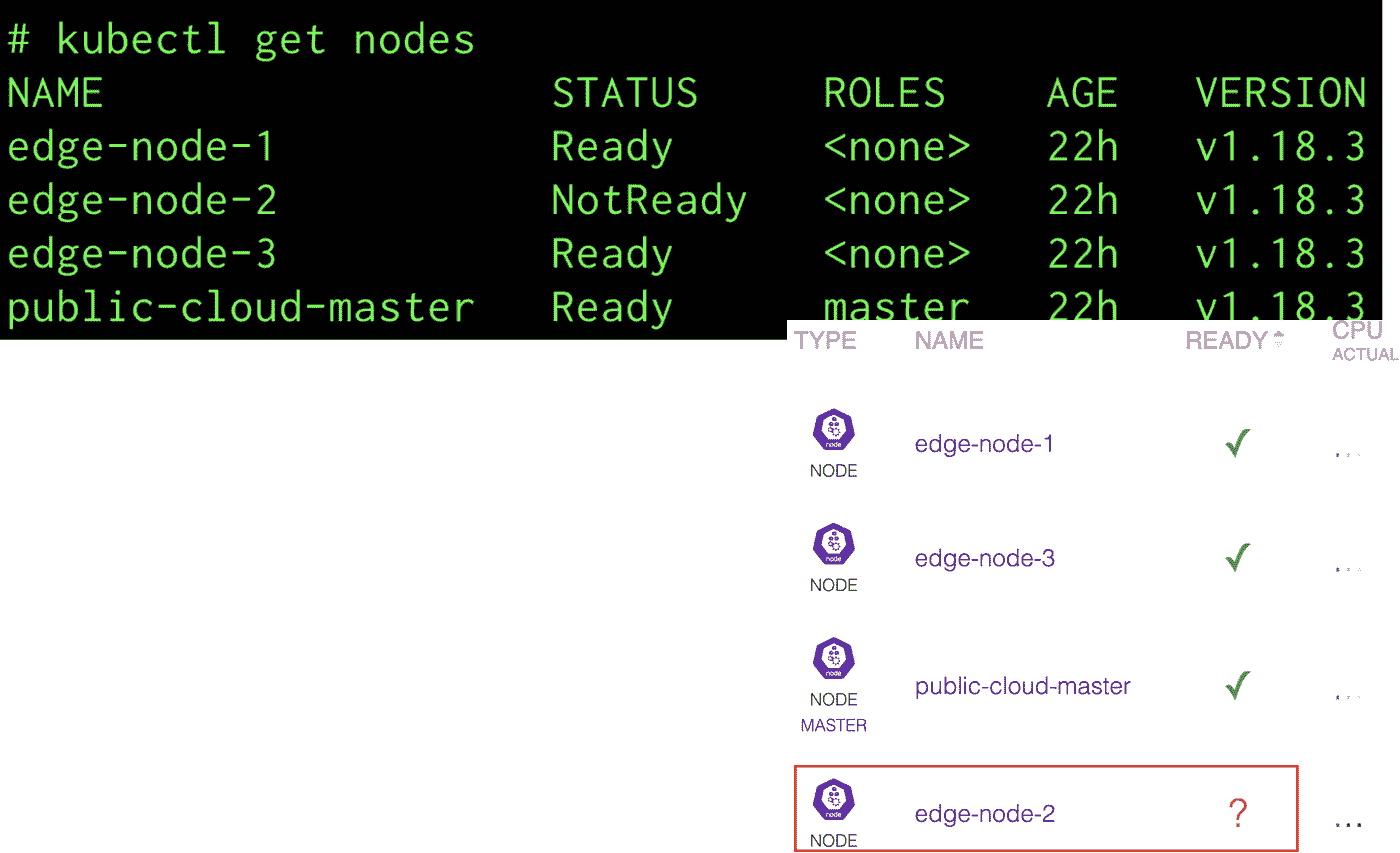 # kubectl get nodes
NAME STATUS ROLES AGE VERSION
edge-node-1 Ready <none> 22h v1.18.3
edge-node-2 NotReady <none> 22h v1.18.3
edge-node-3 Ready <none> 22h v1.18.3
public-cloud-master Ready master 22h v1.18.3
TYPE NAME READY CPU
ACTUAL
node
edge-node-1 ✓ ...
NODE
node
edge-node-3 ✓ ...
NODE
node
public-cloud-master ✓ ...
NODE
MASTER
node
edge-node-2 ? ...
NODE